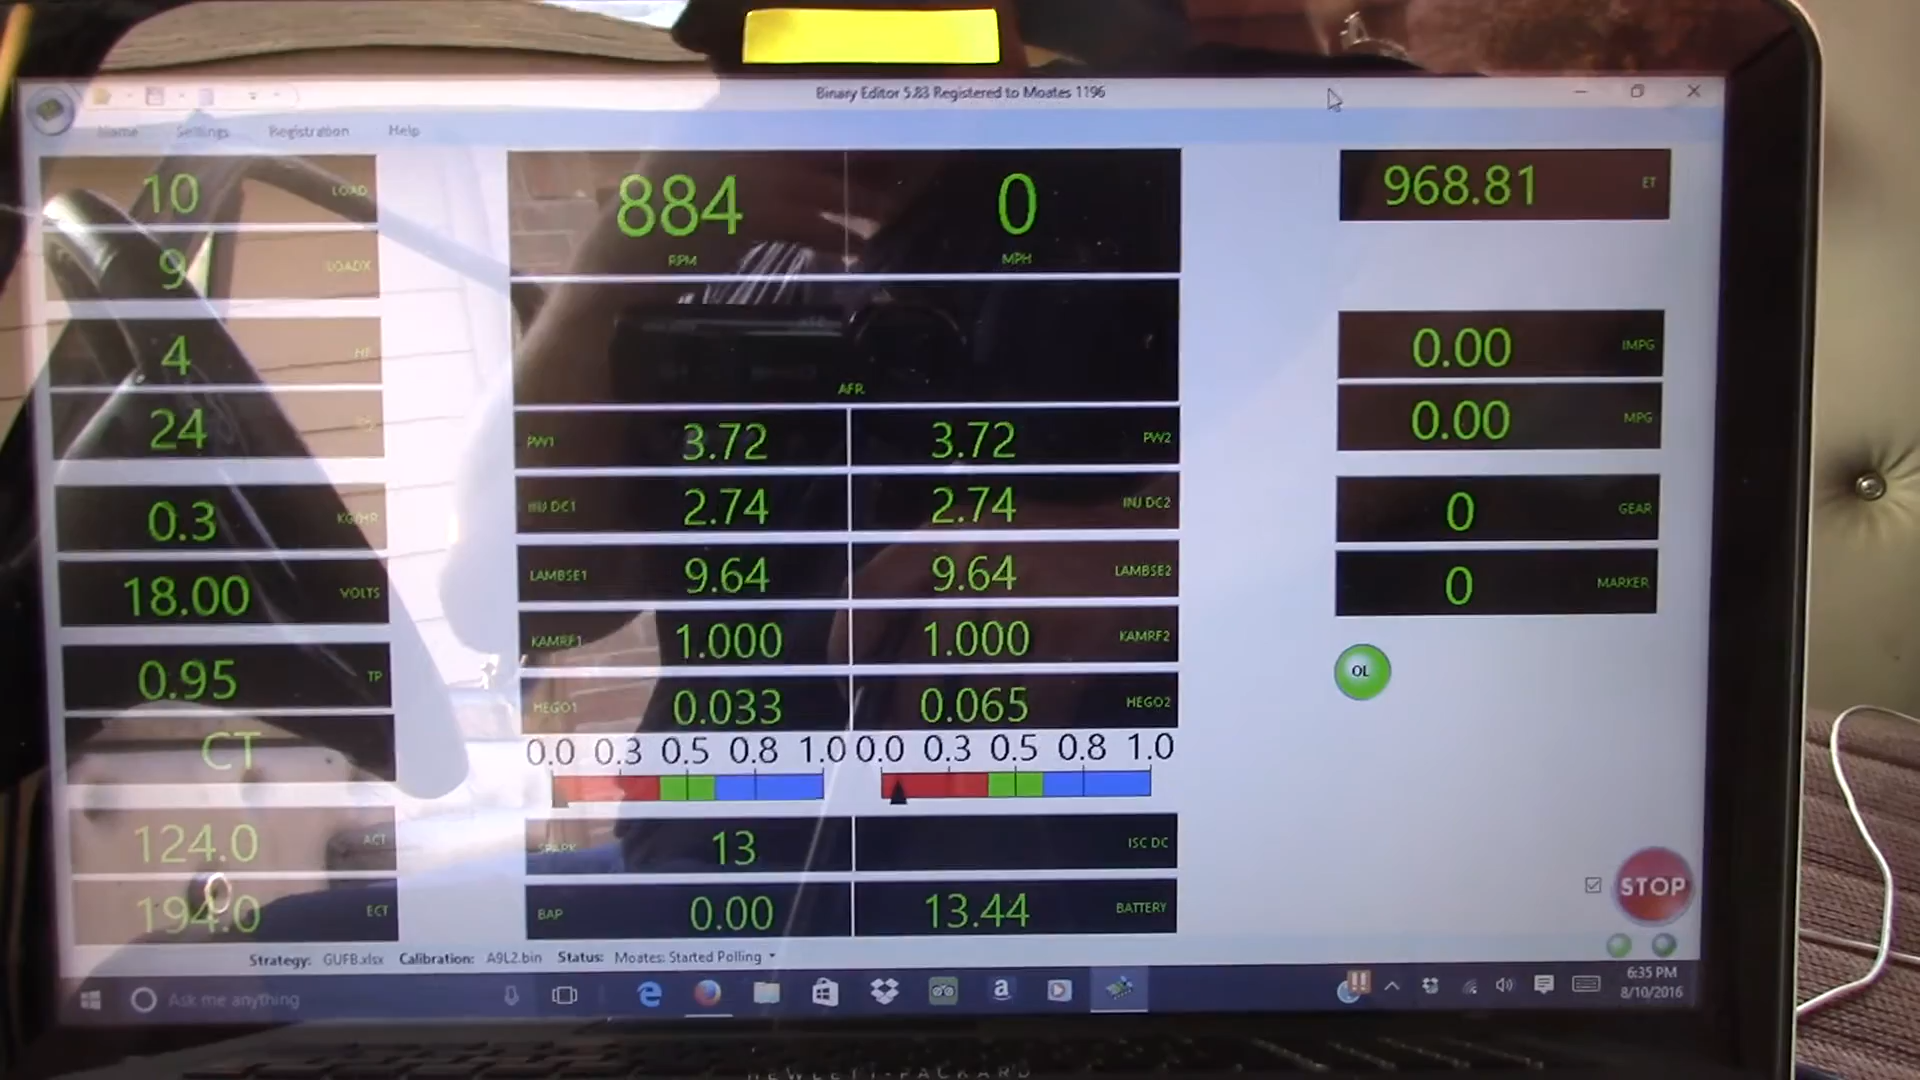 Binary Editor 5.83 Registered to Moates 1196
Home Settings Registration Help
10 LOAD
9 LOADX
4
24
0.3 KG/HR
18.00 VOLTS
0.95 TP
CT
124.0 ACT
194.0 ECT
884 RPM
0 MPH
AFR
PW1 3.72 3.72 PW2
INJ DC1 2.74 2.74 INJ DC2
LAMBSE1 9.64 9.64 LAMBSE2
KAMRF1 1.000 1.000 KAMRF2
HEGO1 0.033 0.065 HEGO2
0.0 0.3 0.5 0.8 1.0 0.0 0.3 0.5 0.8 1.0
SPARK 13 ISC DC
BAP 0.00 13.44 BATTERY
968.81 ET
0.00 IMPG
0.00 MPG
0 GEAR
0 MARKER
OL
STOP
Strategy: GUFB.xlsx Calibration: A9L2.bin Status: Moates: Started Polling
Ask me anything
6:35 PM
8/10/2016
HEWLETT-PACKARD